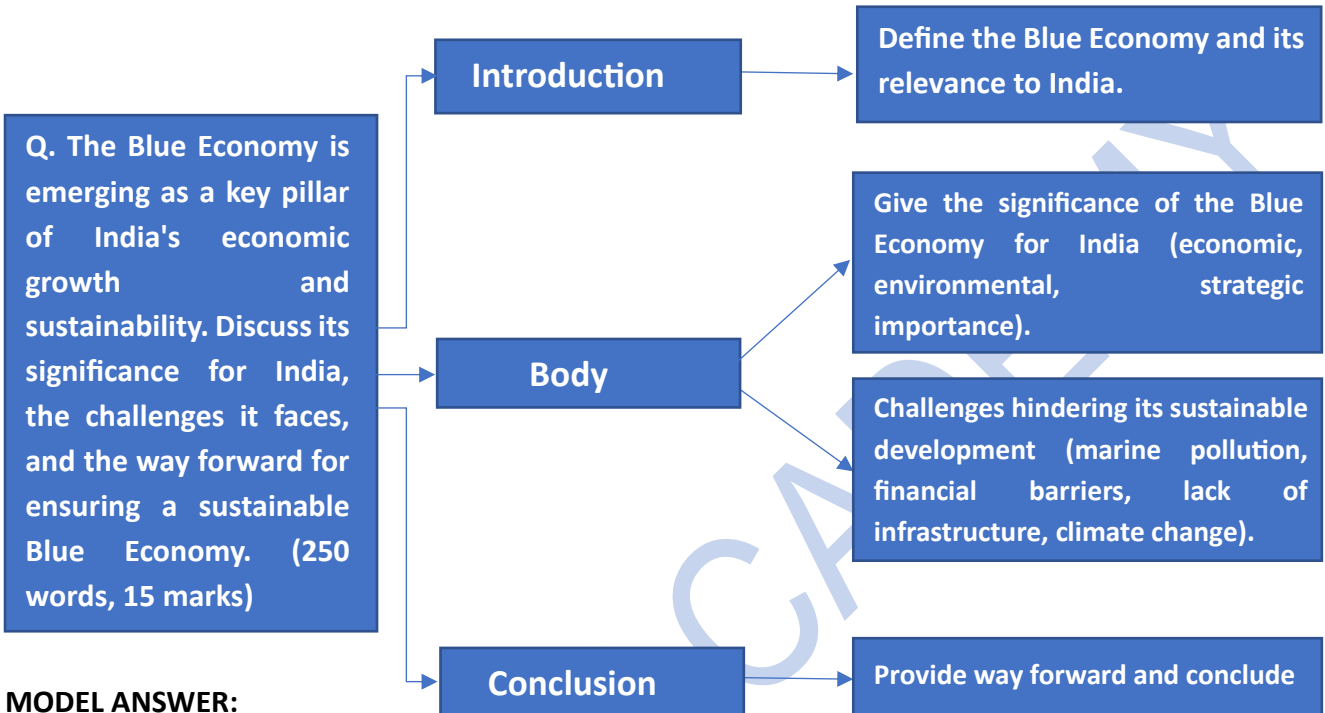 Q. The Blue Economy is
emerging as a key pillar
of India's economic
growth and
sustainability. Discuss its
significance for India,
the challenges it faces,
and the way forward for
ensuring a sustainable
Blue Economy. (250
words, 15 marks)
Introduction
Define the Blue Economy and its
relevance to India.
Body
Give the significance of the Blue
Economy for India (economic,
environmental, strategic
importance).
Challenges hindering its sustainable
development (marine pollution,
financial barriers, lack of
infrastructure, climate change).
Conclusion
Provide way forward and conclude
MODEL ANSWER: